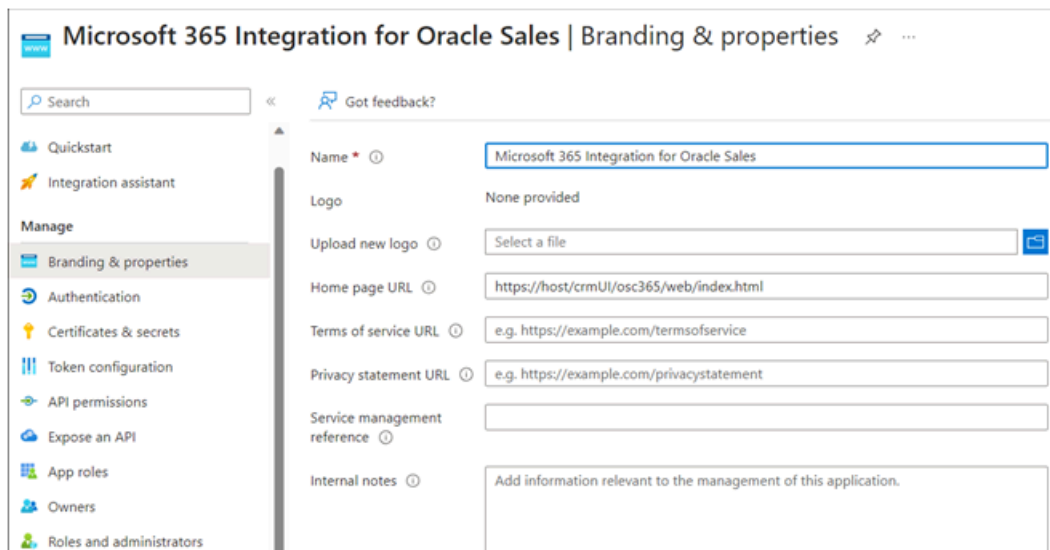 Microsoft 365 Integration for Oracle Sales | Branding & properties
Search
Got feedback?
Quickstart
Integration assistant
Manage
Branding & properties
Authentication
Certificates & secrets
Token configuration
API permissions
Expose an API
App roles
Owners
Roles and administrators
Name *
Microsoft 365 Integration for Oracle Sales
Logo
None provided
Upload new logo
Select a file
Home page URL
https://host/crmUI/osc365/web/index.html
Terms of service URL
e.g. https://example.com/termsofservice
Privacy statement URL
e.g. https://example.com/privacystatement
Service management
reference
Internal notes
Add information relevant to the management of this application.